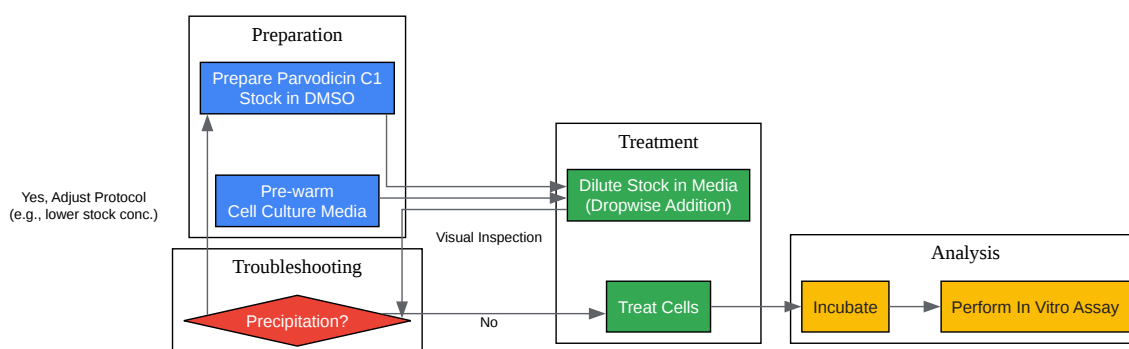 Preparation
Prepare Parvodicin C1
Stock in DMSO
Pre-warm
Cell Culture Media
Yes, Adjust Protocol
(e.g., lower stock conc.)
Troubleshooting
Precipitation?
Visual Inspection
No
Treatment
Dilute Stock in Media
(Dropwise Addition)
Treat Cells
Analysis
Incubate
Perform In Vitro Assay